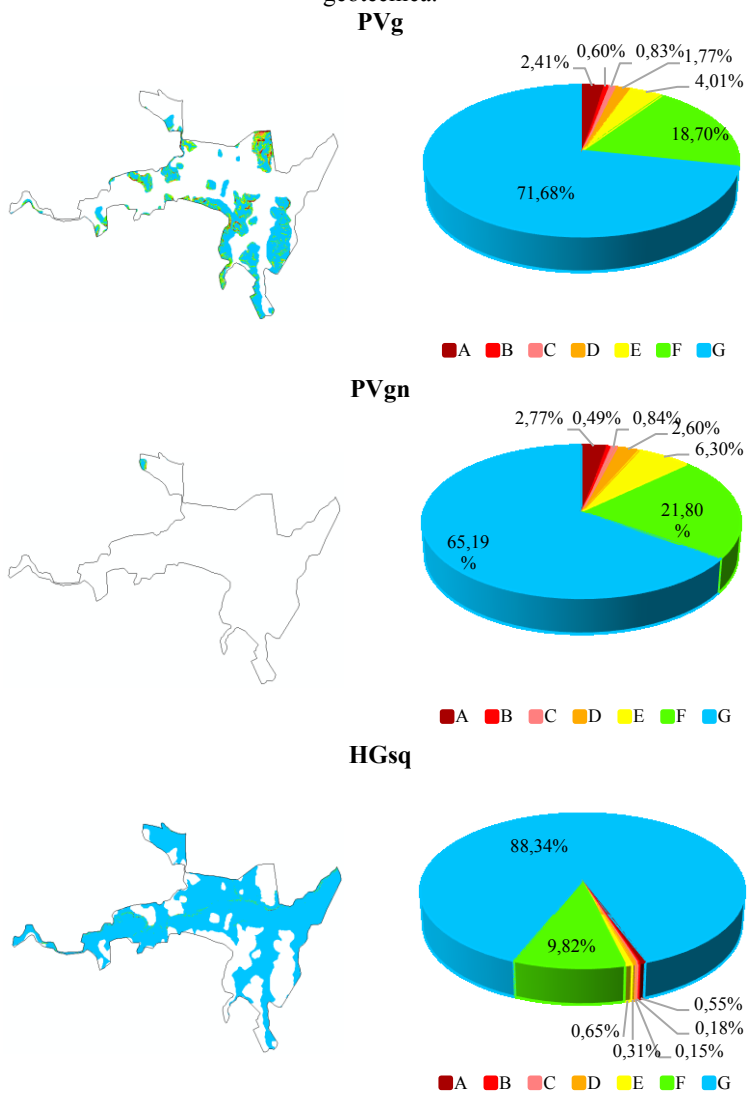 geotécnica.
PVg
2,41% 0,60% 0,83% 1,77%
4,01%
18,70%
71,68%
A B C D E F G
PVgn
2,77% 0,49% 0,84% 2,60%
6,30%
21,80
%
65,19
%
A B C D E F G
HGsq
88,34%
9,82%
0,55%
0,65% 0,18%
0,31% 0,15%
A B C D E F G